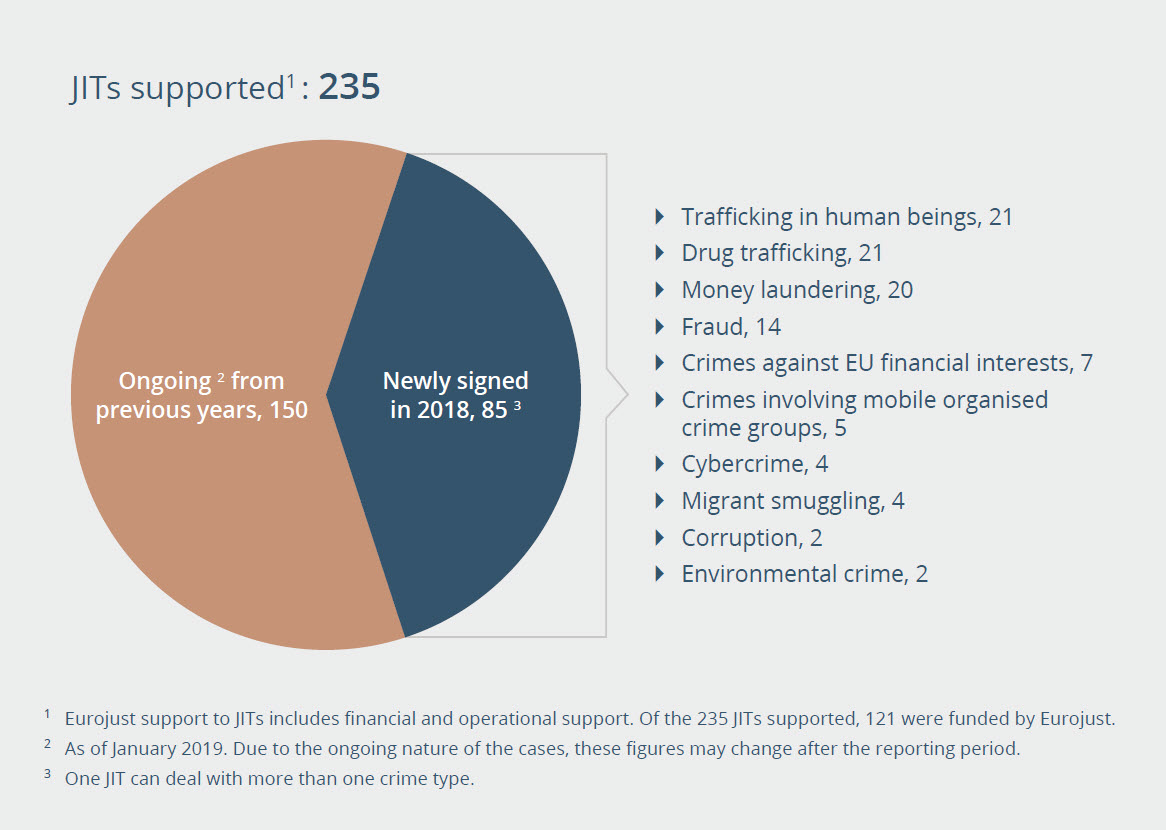 JITs supported¹ : 235
Ongoing ² from
previous years, 150
Newly signed
in 2018, 85 ³
Trafficking in human beings, 21
Drug trafficking, 21
Money laundering, 20
Fraud, 14
Crimes against EU financial interests, 7
Crimes involving mobile organised
crime groups, 5
Cybercrime, 4
Migrant smuggling, 4
Corruption, 2
Environmental crime, 2
¹ Eurojust support to JITs includes financial and operational support. Of the 235 JITs supported, 121 were funded by Eurojust.
² As of January 2019. Due to the ongoing nature of the cases, these figures may change after the reporting period.
³ One JIT can deal with more than one crime type.